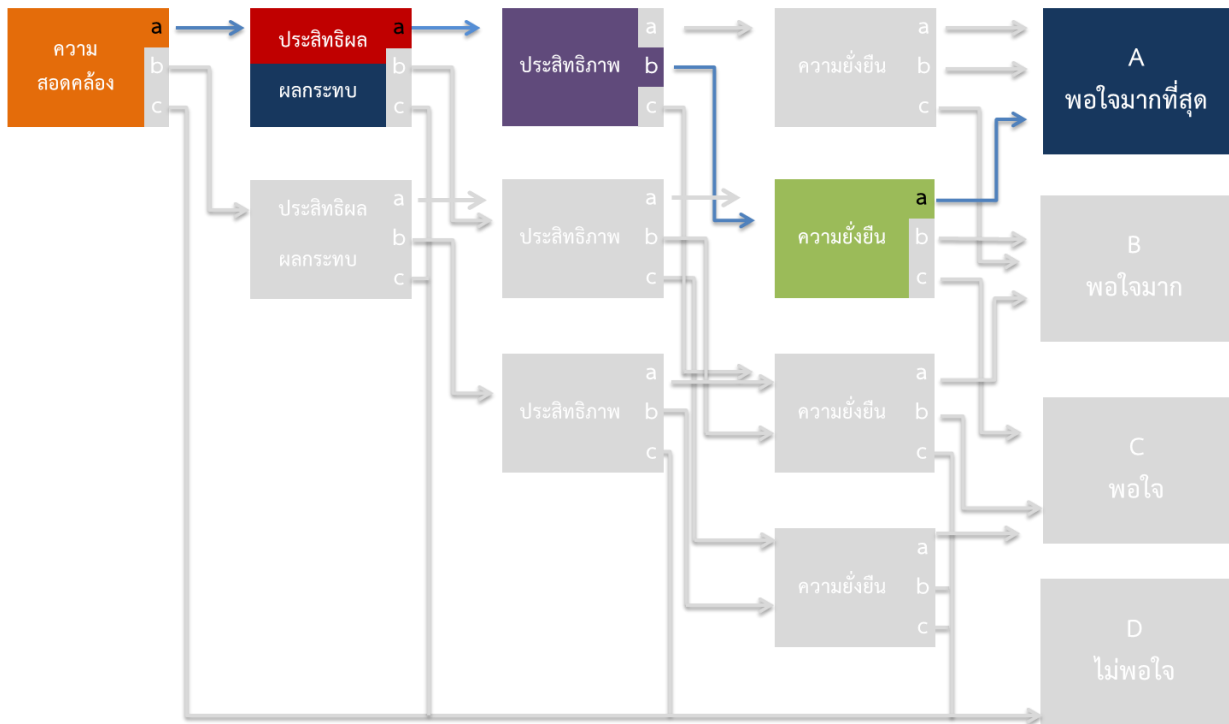 ความ
สอดคล้อง
a
b
c
ประสิทธิผล
ผลกระทบ
a
b
c
ประสิทธิภาพ
a
b
c
ความยั่งยืน
a
b
c
A
พอใจมากที่สุด
ประสิทธิผล
ผลกระทบ
a
b
c
ประสิทธิภาพ
a
b
c
ความยั่งยืน
a
b
c
B
พอใจมาก
ประสิทธิภาพ
a
b
c
ความยั่งยืน
a
b
c
C
พอใจ
ความยั่งยืน
a
b
c
D
ไม่พอใจ